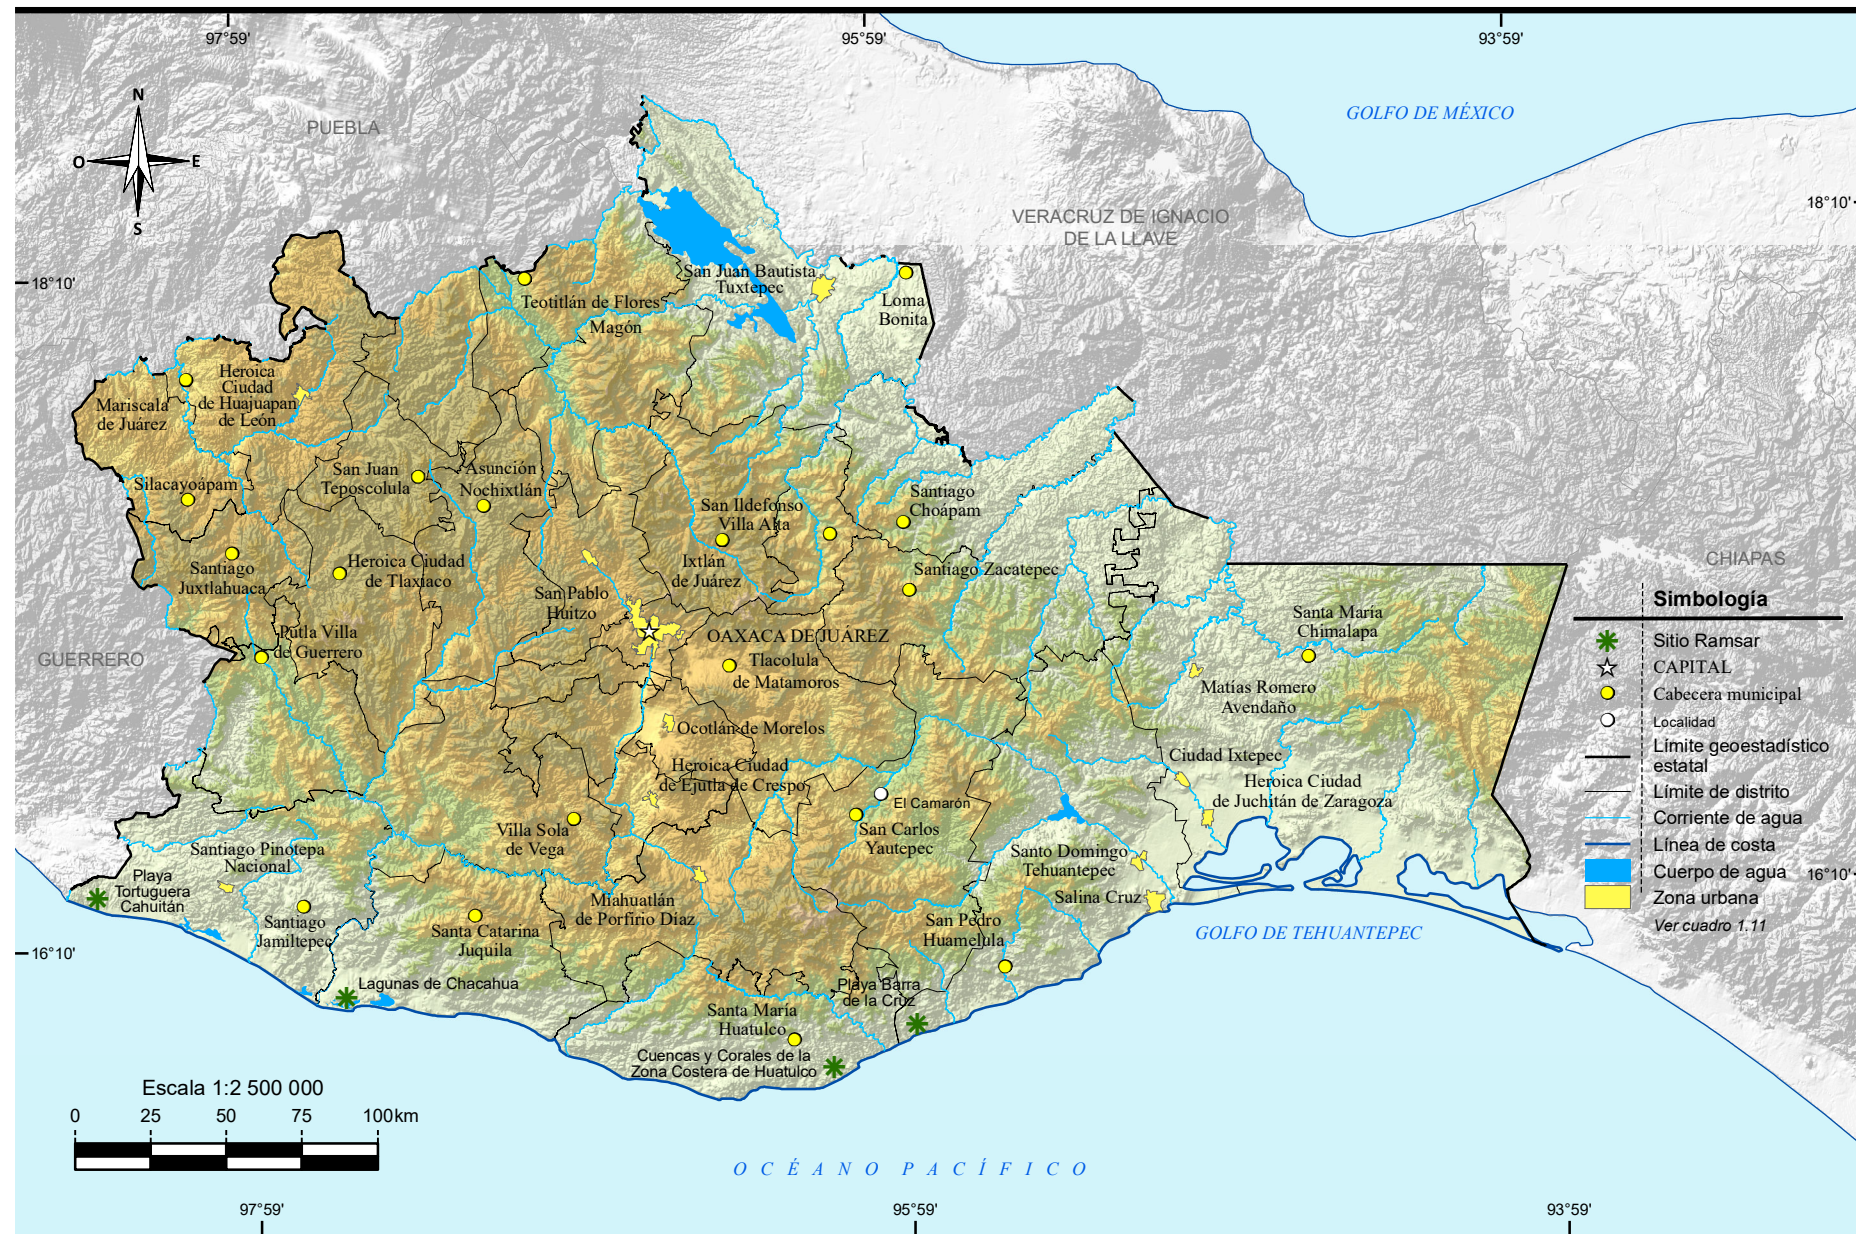 97°59'
95°59'
93°59'
GOLFO DE MÉXICO
PUEBLA
N
O
E
S
VERACRUZ DE IGNACIO
DE LA LLAVE
18°10'
18°10'
San Juan Bautista
Tuxtepec
Loma
Bonita
Teotitlán de Flores
Magón
Heroica
Ciudad
de Huajuapan
de León
Mariscala
de Juárez
San Juan
Teposcolula
Asunción
Nochixtlán
Silacayoápam
San Ildefonso
Villa Alta
Santiago
Choápam
Santiago
Juxtlahuaca
Heroica Ciudad
de Tlaxiaco
Ixtlán
de Juárez
Santiago Zacatepec
San Pablo
Huitzo
CHIAPAS
Santa María
Chimalapa
GUERRERO
Putla Villa
de Guerrero
OAXACA DE JUÁREZ
Tlacolula
de Matamoros
Matías Romero
Avendaño
Ocotlán de Morelos
Ciudad Ixtepec
Heroica Ciudad
de Ejutla de Crespo
Heroica Ciudad
de Juchitán de Zaragoza
El Camarón
San Carlos
Yautepec
Villa Sola
de Vega
Santiago Pinotepa
Nacional
Santo Domingo
Tehuantepec
Salina Cruz
Playa
Tortuguera
Cahuitán
Miahuatlán
de Porfirio Díaz
Santiago
Jamiltepec
Santa Catarina
Juquila
San Pedro
Huamelula
GOLFO DE TEHUANTEPEC
Lagunas de Chacahua
Playa Barra
de la Cruz
Santa María
Huatulco
Cuencas y Corales de la
Zona Costera de Huatulco
Simbología
Sitio Ramsar
CAPITAL
Cabecera municipal
Localidad
Límite geoestadístico
estatal
Límite de distrito
Corriente de agua
Línea de costa
Cuerpo de agua
Zona urbana
Ver cuadro 1.11
16°10'
16°10'
Escala 1:2 500 000
0 25 50 75 100km
OCÉANO PACÍFICO
97°59'
95°59'
93°59'